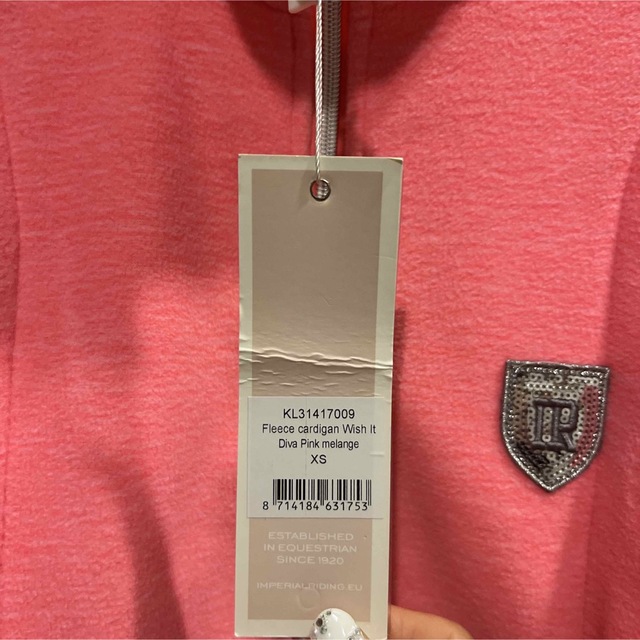 KL31417009
Fleece cardigan Wish It
Diva Pink melange
XS
8 714184 631753
ESTABLISHED
IN EQUESTRIAN
SINCE 1920
IMPERIALRIDING.EU
IR